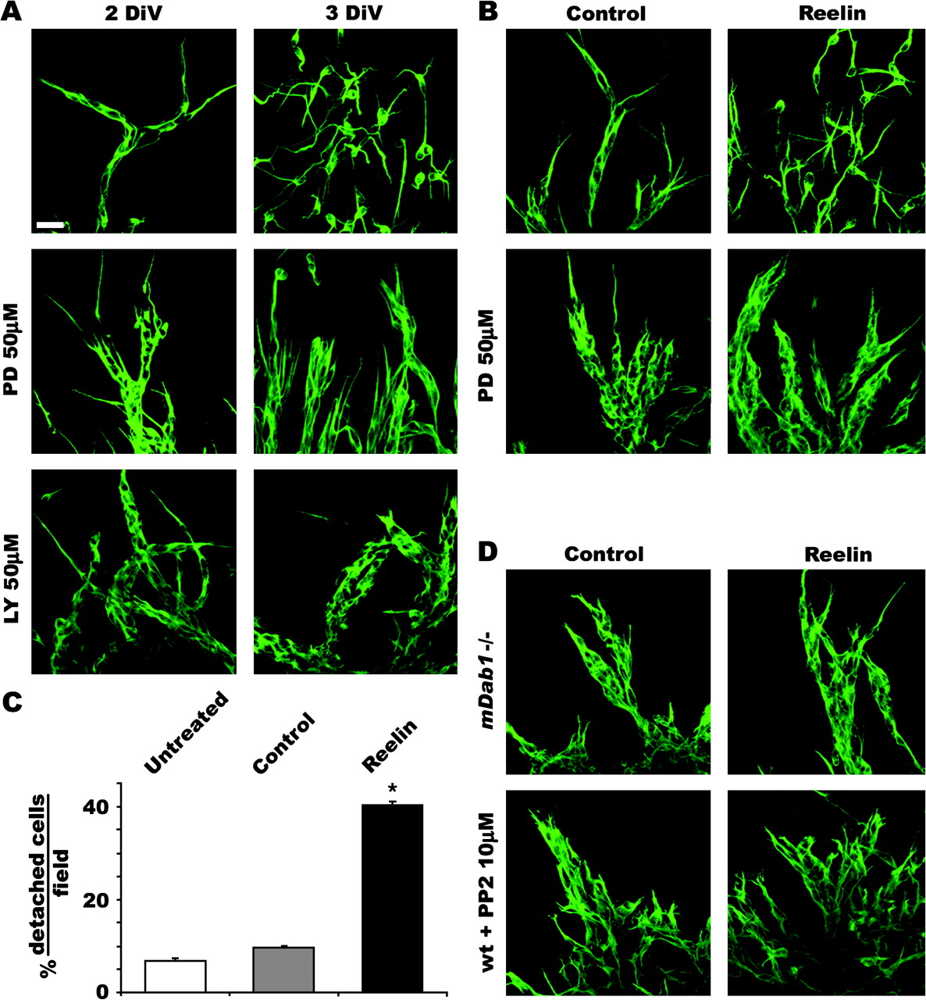 A
2 DiV
3 DiV
PD 50µM
LY 50µM
B
Control
Reelin
PD 50µM
C
Untreated
Control
Reelin
*
% detached cells
field
40
20
0
D
Control
Reelin
mDab1 -/-
wt + PP2 10µM